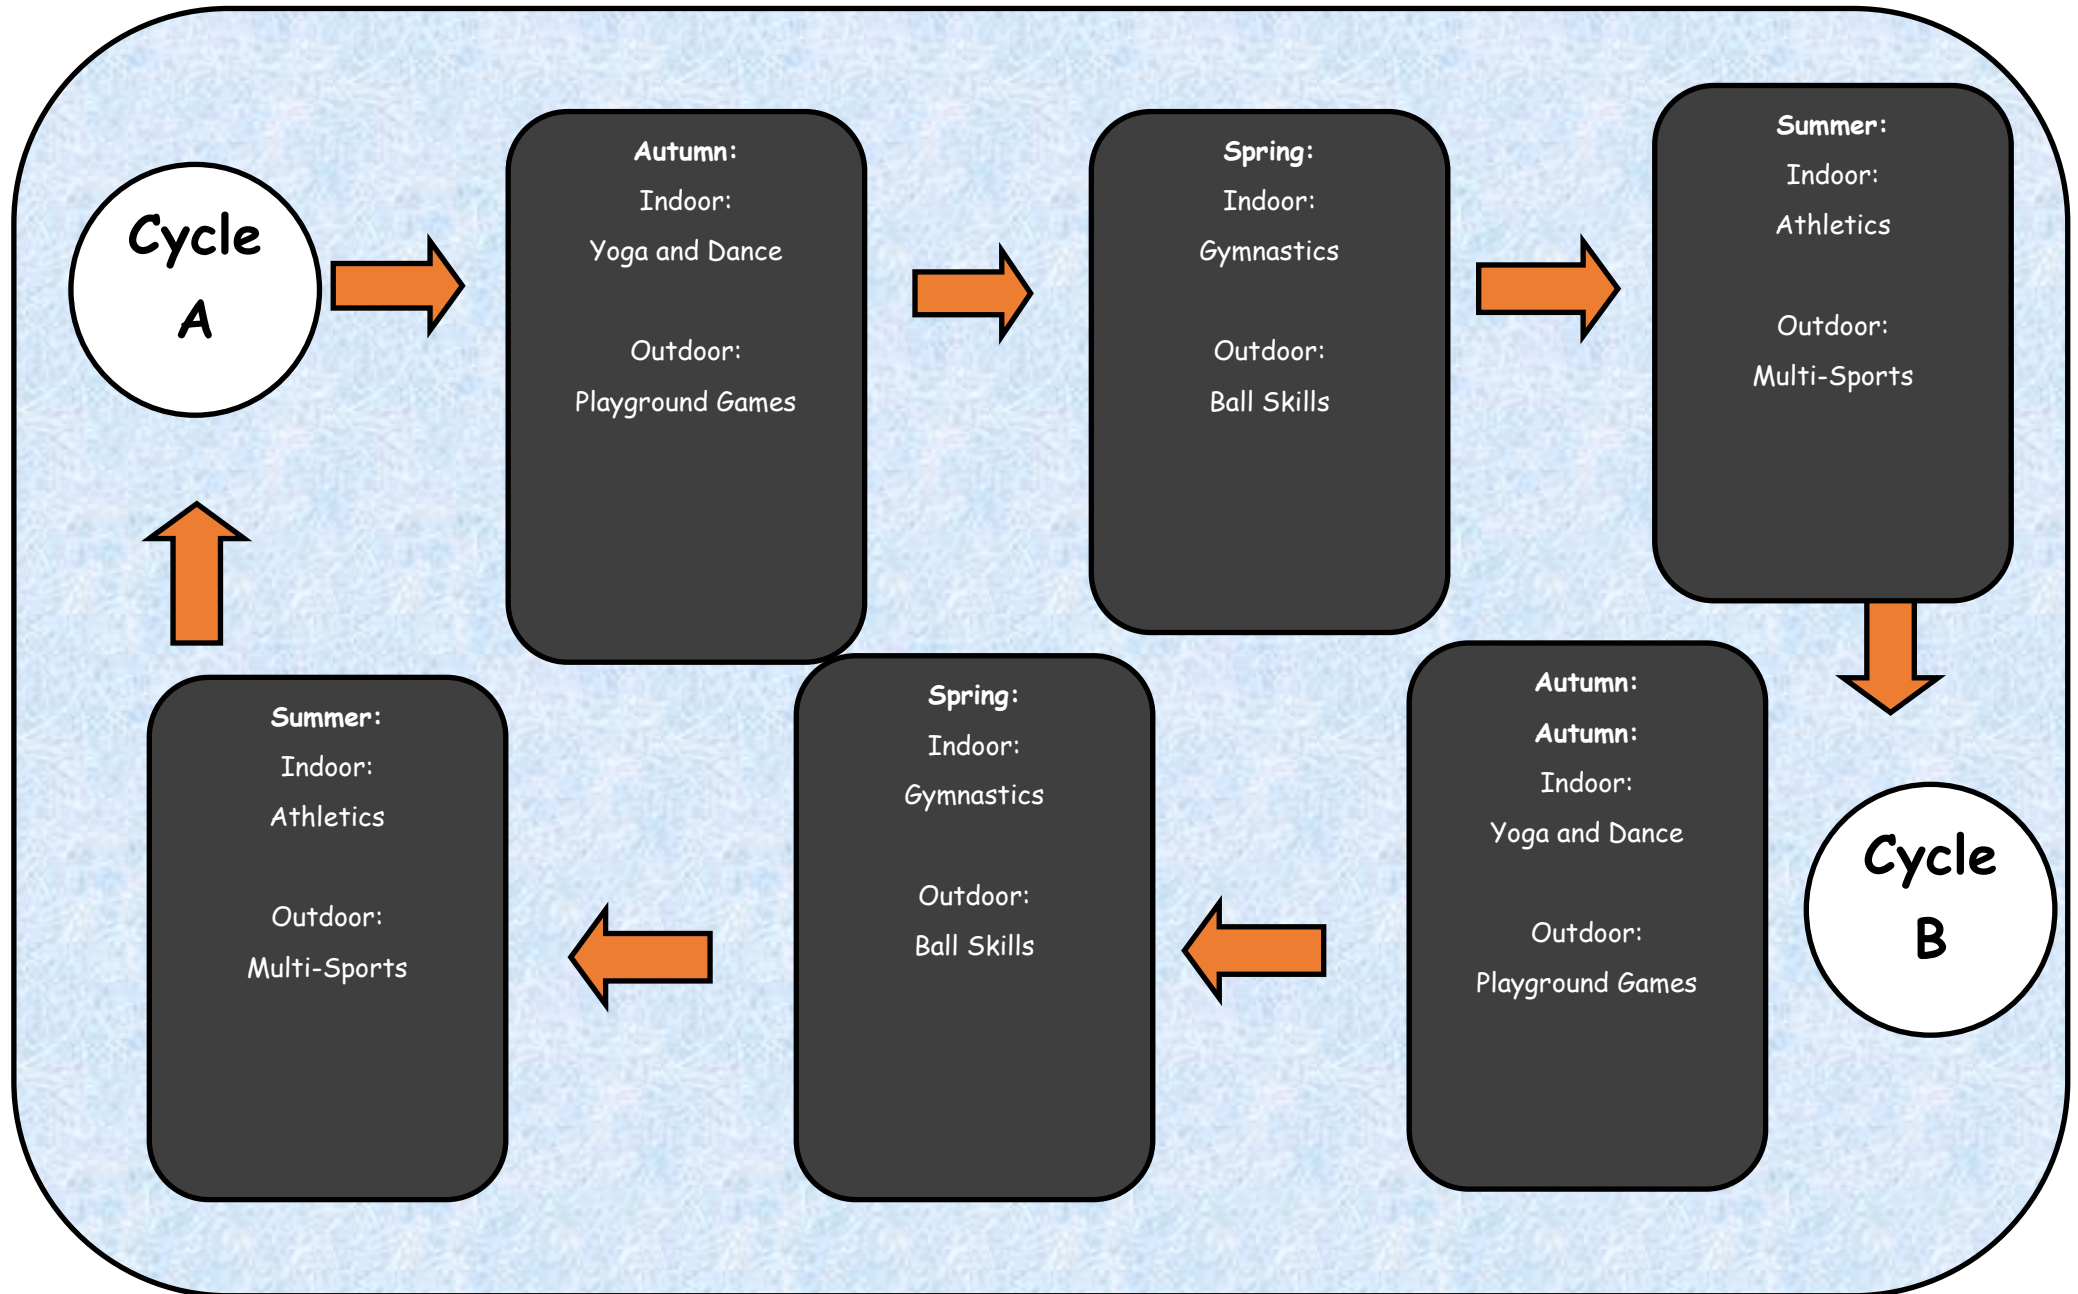 Cycle
A
Autumn:
Indoor:
Yoga and Dance
Outdoor:
Playground Games
Spring:
Indoor:
Gymnastics
Outdoor:
Ball Skills
Summer:
Indoor:
Athletics
Outdoor:
Multi-Sports
Cycle
B
Autumn:
Autumn:
Indoor:
Yoga and Dance
Outdoor:
Playground Games
Spring:
Indoor:
Gymnastics
Outdoor:
Ball Skills
Summer:
Indoor:
Athletics
Outdoor:
Multi-Sports